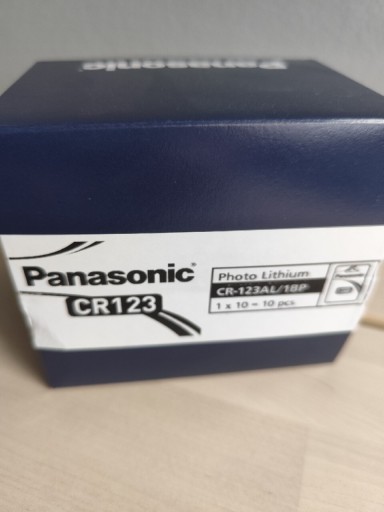 Panasonic
Panasonic
CR123
Photo Lithium
CR-123AL/1BP
1 x 10 = 10 pcs